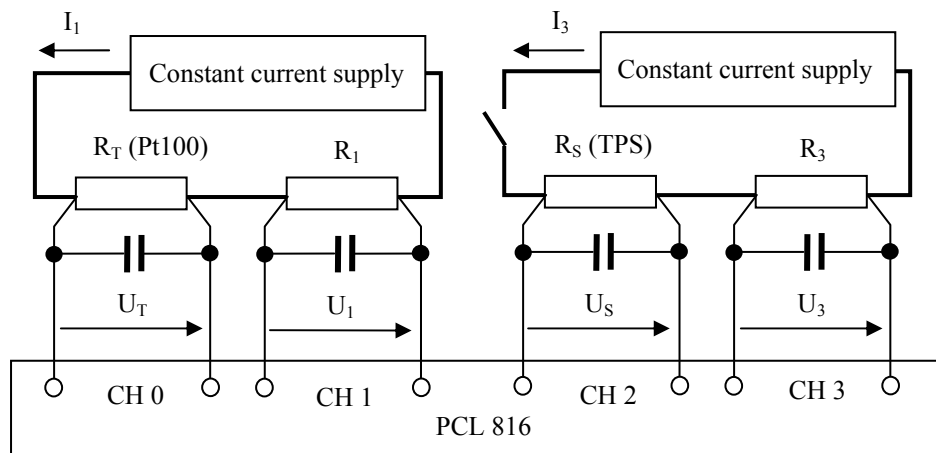 I1 I3
Constant current supply Constant current supply
RT (Pt100) R1 RS (TPS) R3
UT U1 US U3
CH 0 CH 1 CH 2 CH 3
PCL 816